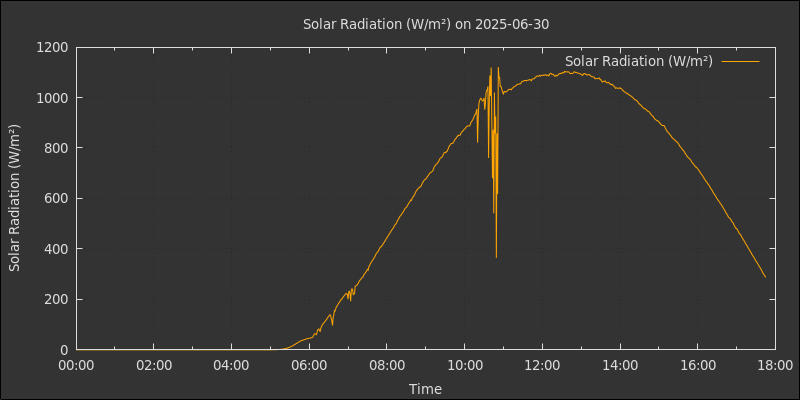 Solar Radiation (W/m²) on 2025-06-30
Solar Radiation (W/m²)
1200
1000
800
600
400
200
0
Solar Radiation (W/m²)
00:00 02:00 04:00 06:00 08:00 10:00 12:00 14:00 16:00 18:00
Time